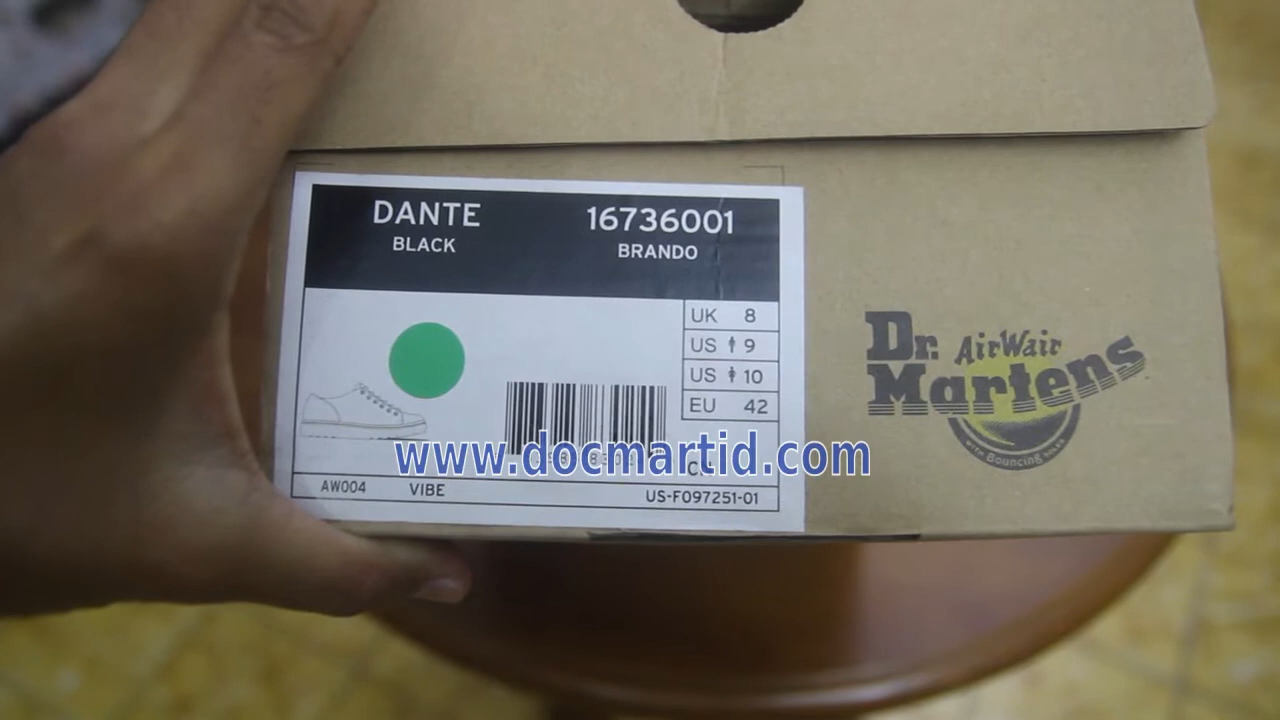 DANTE
BLACK
16736001
BRANDO
UK 8
US 9
US 10
EU 42
www.docmartid.com
AW004 VIBE US-F097251-01
Dr. Martens
AirWair
WITH Bouncing SOLES